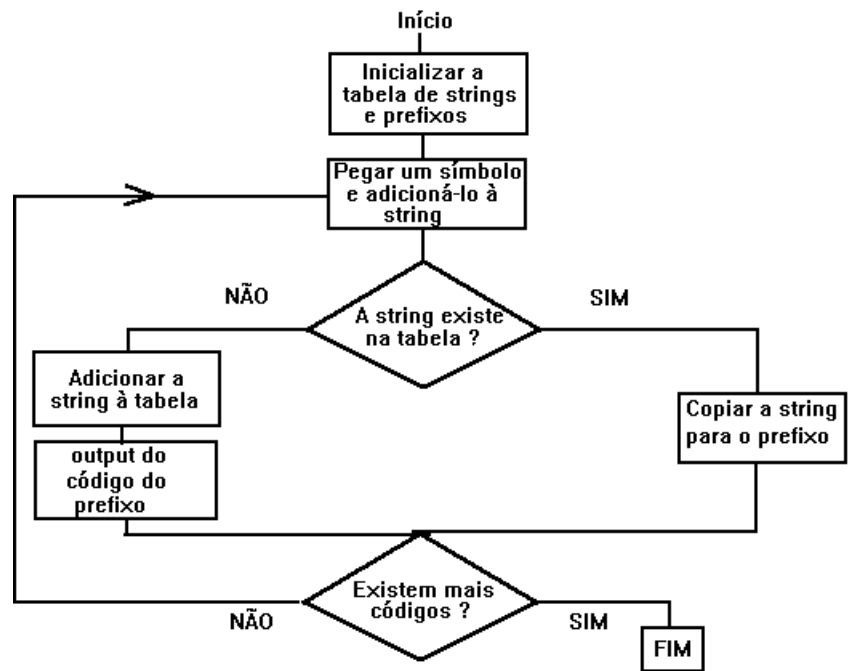 Início
Inicializar a
tabela de strings
e prefixos
Pegar um símbolo
e adicioná-lo à
string
NÃO
SIM
A string existe
na tabela ?
Adicionar a
string à tabela
Copiar a string
para o prefixo
output do
código do
prefixo
Existem mais
códigos ?
NÃO
SIM
FIM